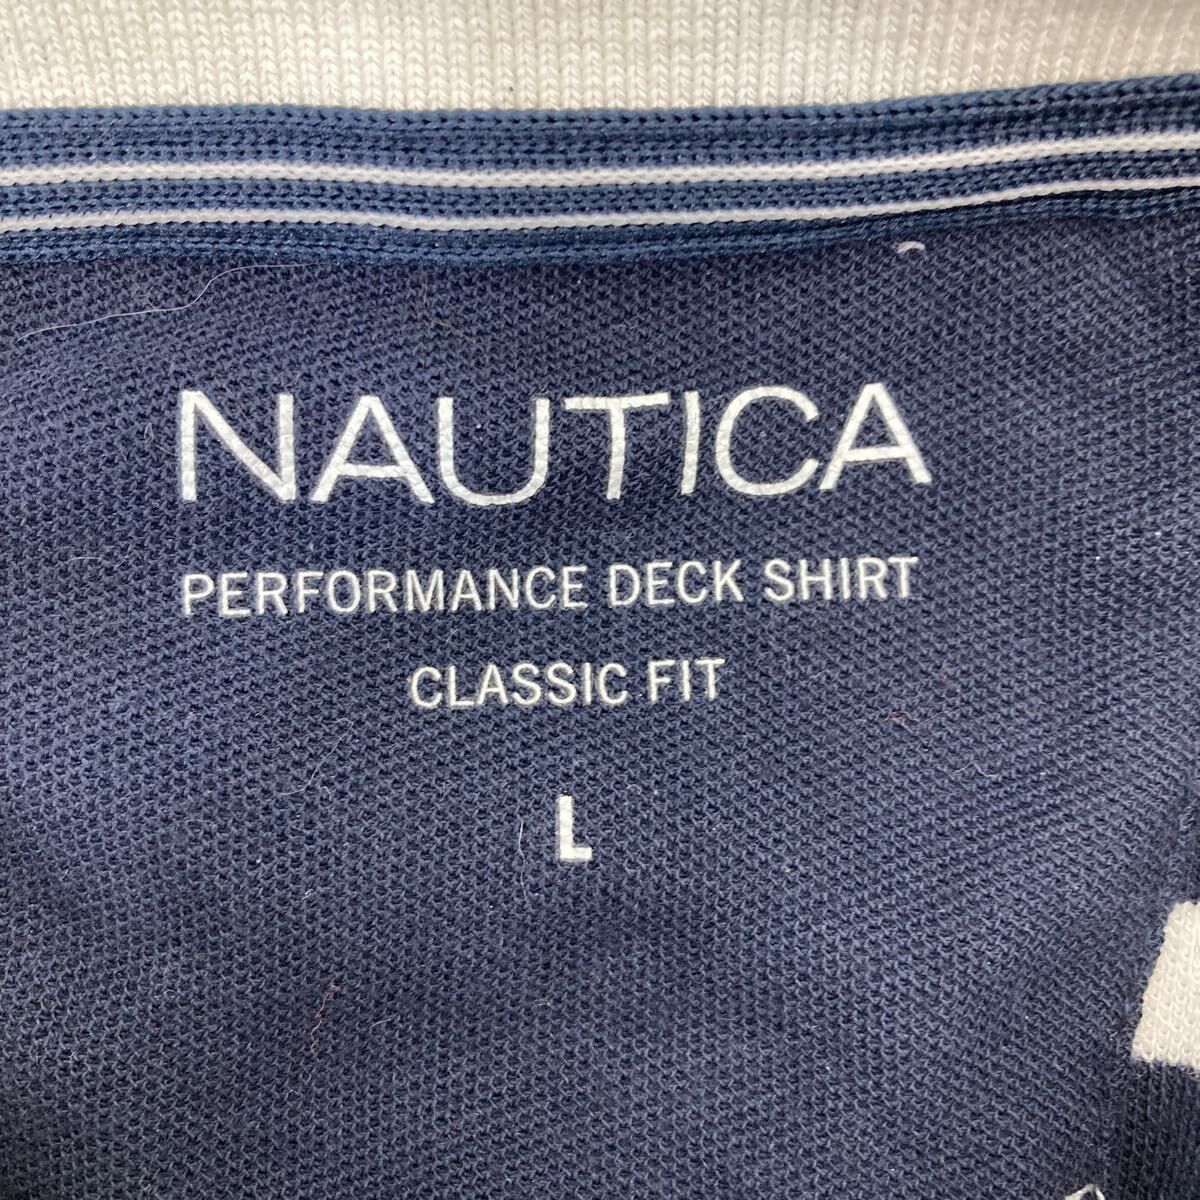 NAUTICA
PERFORMANCE DECK SHIRT
CLASSIC FIT
L